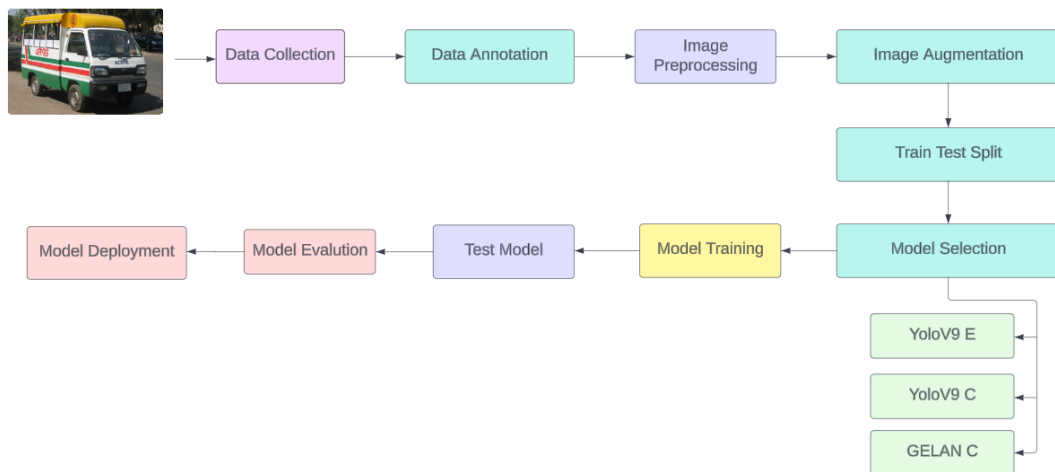 Data Collection
Data Annotation
Image
Preprocessing
Image Augmentation
Train Test Split
Model Deployment
Model Evalution
Test Model
Model Training
Model Selection
YoloV9 E
YoloV9 C
GELAN C